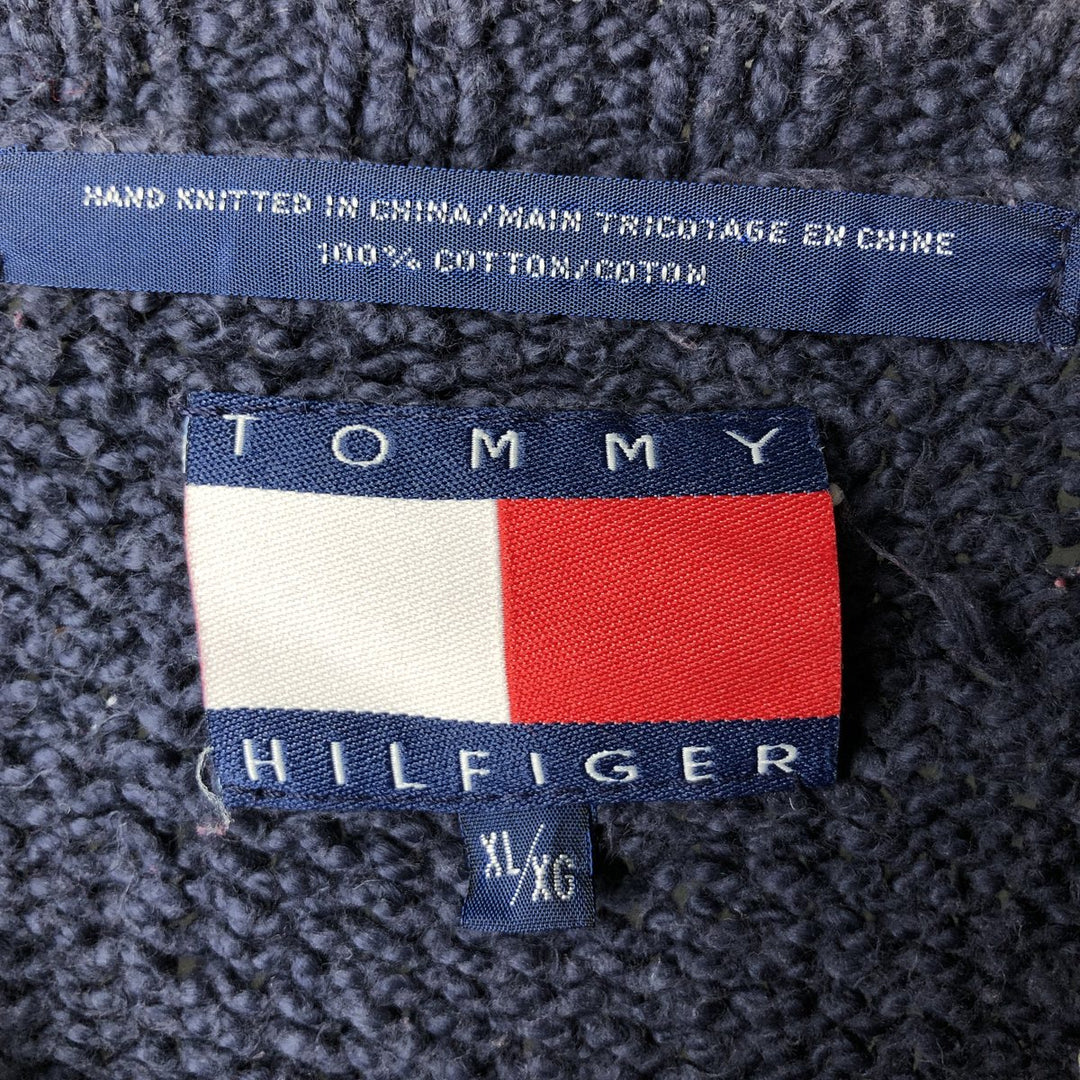 HAND KNITTED IN CHINA/MAIN TRICOTAGE EN CHINE
100% COTTON/COTON
TOMMY
HILFIGER
XL/XG